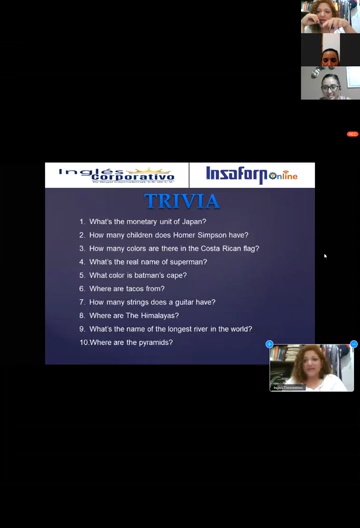 Inglés
Corporativo
Insaforp Online
TRIVIA
1. What's the monetary unit of Japan?
2. How many children does Homer Simpson have?
3. How many colors are there in the Costa Rican flag?
4. What's the real name of superman?
5. What color is batman's cape?
6. Where are tacos from?
7. How many strings does a guitar have?
8. Where are The Himalayas?
9. What's the name of the longest river in the world?
10.Where are the pyramids?